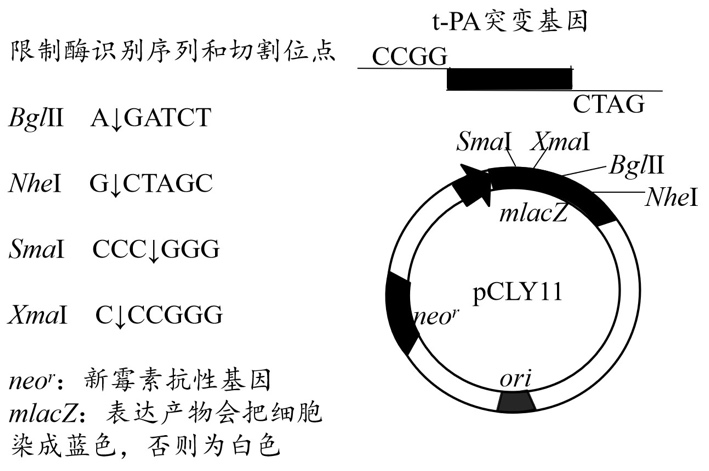 t-PA突变基因
限制酶识别序列和切割位点
CCGG
CTAG
BglII A↓GATCT
NheI G↓CTAGC
SmaI CCC↓GGG
XmaI C↓CCGGG
SmaI XmaI
BglII
NheI
mlacZ
pCLY11
neoʳ
ori
neoʳ：新霉素抗性基因
mlacZ：表达产物会把细胞
染成蓝色，否则为白色